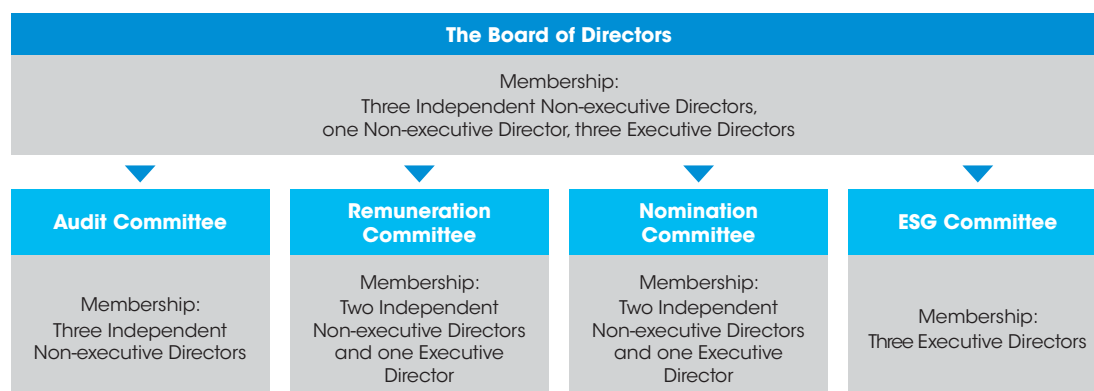 The Board of Directors
Membership:
Three Independent Non-executive Directors,
one Non-executive Director, three Executive Directors
Audit Committee
Membership:
Three Independent
Non-executive Directors
Remuneration
Committee
Membership:
Two Independent
Non-executive Directors
and one Executive
Director
Nomination
Committee
Membership:
Two Independent
Non-executive Directors
and one Executive
Director
ESG Committee
Membership:
Three Executive Directors